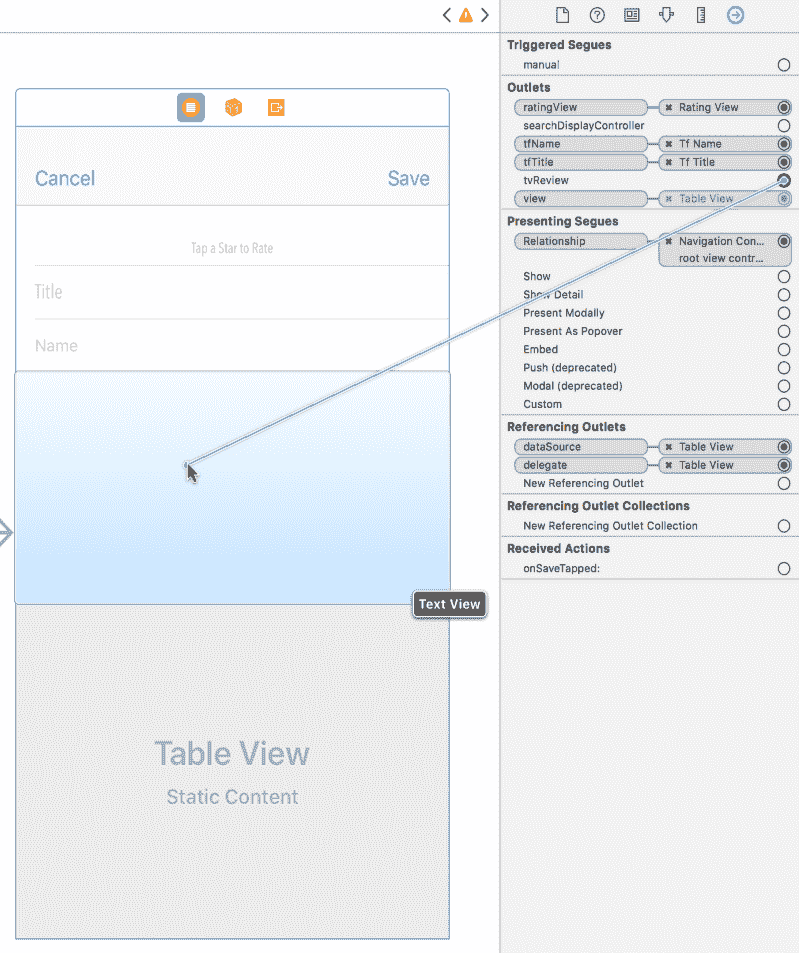 Cancel
Save
Tap a Star to Rate
Title
Name
Text View
Table View
Static Content
Triggered Segues
manual
Outlets
ratingView
Rating View
searchDisplayController
tfName
Tf Name
tfTitle
Tf Title
tvReview
view
Table View
Presenting Segues
Relationship
Navigation Con...
root view contr...
Show
Show Detail
Present Modally
Present As Popover
Embed
Push (deprecated)
Modal (deprecated)
Custom
Referencing Outlets
dataSource
Table View
delegate
Table View
New Referencing Outlet
Referencing Outlet Collections
New Referencing Outlet Collection
Received Actions
onSaveTapped: